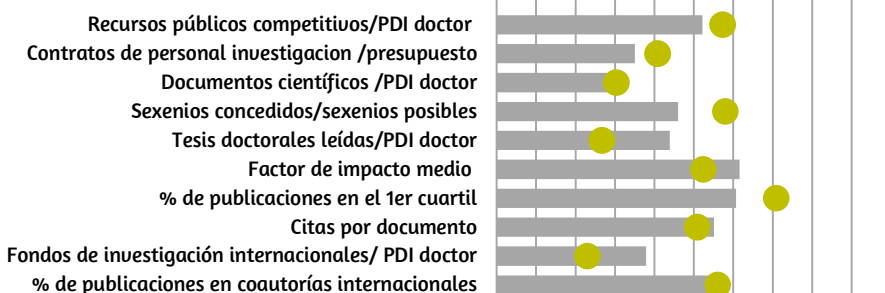 Recursos públicos competitivos/PDI doctor
Contratos de personal investigacion /presupuesto
Documentos científicos /PDI doctor
Sexenios concedidos/sexenios posibles
Tesis doctorales leídas/PDI doctor
Factor de impacto medio
% de publicaciones en el 1er cuartil
Citas por documento
Fondos de investigación internacionales/ PDI doctor
% de publicaciones en coautorías internacionales